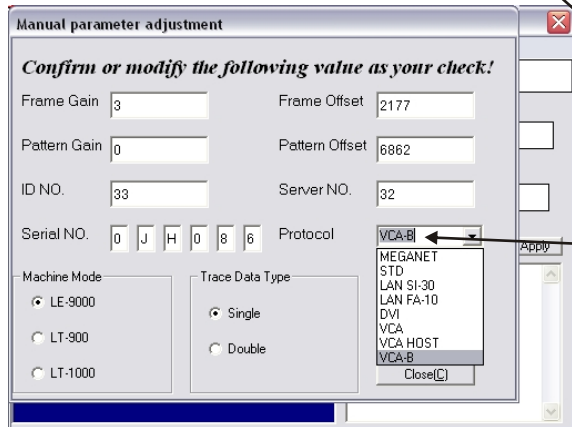 Manual parameter adjustment
Confirm or modify the following value as your check!
Frame Gain 3 Frame Offset 2177
Pattern Gain 0 Pattern Offset 6862
ID NO. 33 Server NO. 32
Serial NO. 0 J H 0 8 6 Protocol VCA-B
Apply
MEGANET
STD
LAN SI-30
LAN FA-10
DVI
VCA
VCA HOST
VCA-B
Machine Mode
LE-9000
LT-900
LT-1000
Trace Data Type
Single
Double
Close(C)